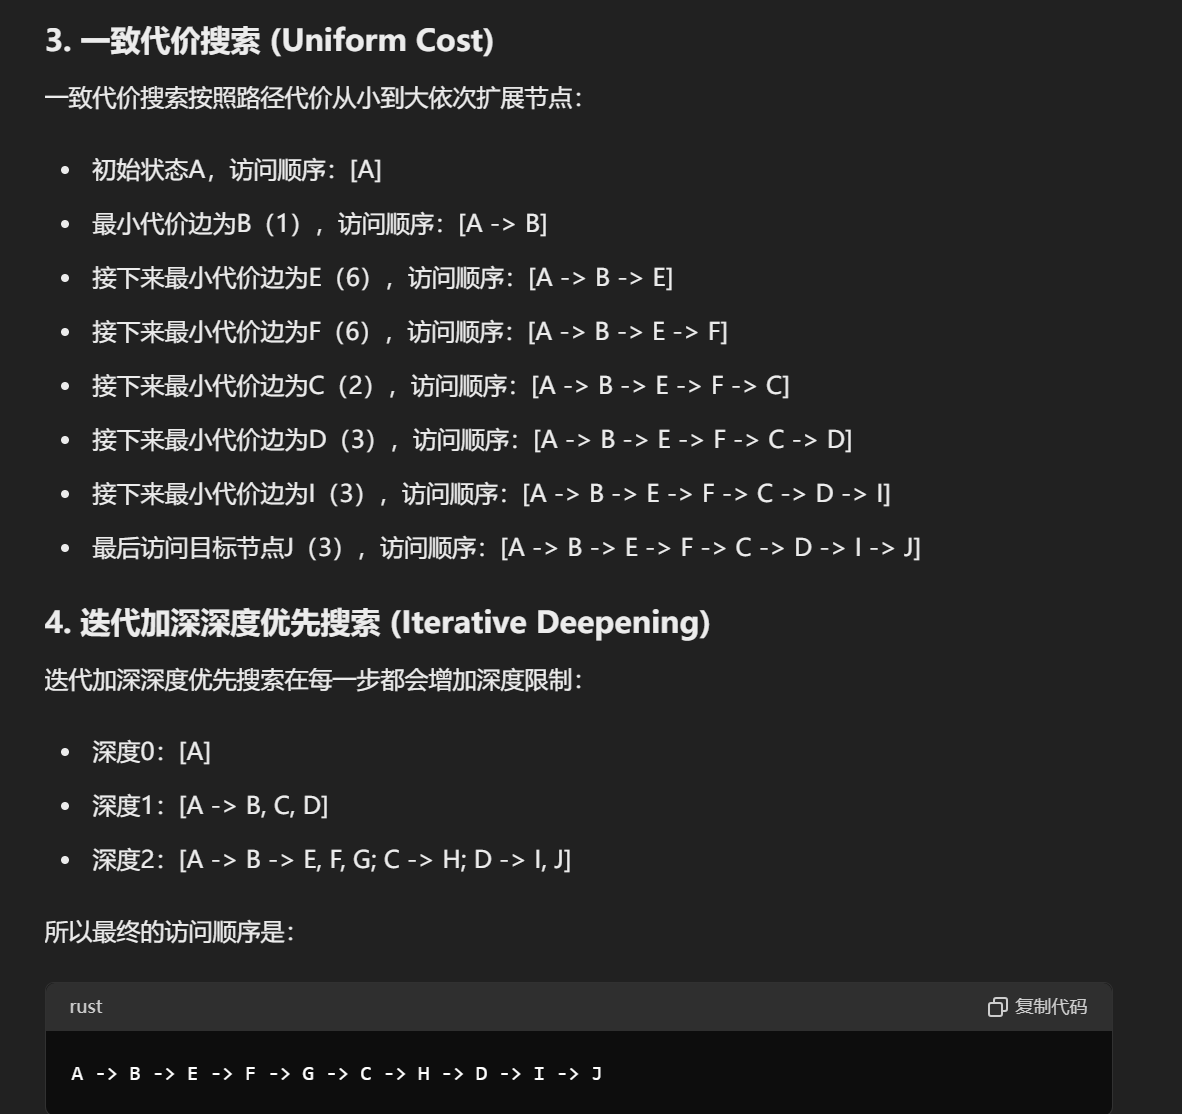 3. 一致代价搜索 (Uniform Cost)
一致代价搜索按照路径代价从小到大依次扩展节点：
• 初始状态A，访问顺序：[A]
• 最小代价边为B（1），访问顺序：[A -> B]
• 接下来最小代价边为E（6），访问顺序：[A -> B -> E]
• 接下来最小代价边为F（6），访问顺序：[A -> B -> E -> F]
• 接下来最小代价边为C（2），访问顺序：[A -> B -> E -> F -> C]
• 接下来最小代价边为D（3），访问顺序：[A -> B -> E -> F -> C -> D]
• 接下来最小代价边为I（3），访问顺序：[A -> B -> E -> F -> C -> D -> I]
• 最后访问目标节点J（3），访问顺序：[A -> B -> E -> F -> C -> D -> I -> J]
4. 迭代加深深度优先搜索 (Iterative Deepening)
迭代加深深度优先搜索在每一步都会增加深度限制：
• 深度0：[A]
• 深度1：[A -> B, C, D]
• 深度2：[A -> B -> E, F, G; C -> H; D -> I, J]
所以最终的访问顺序是：
rust 复制代码
A -> B -> E -> F -> G -> C -> H -> D -> I -> J